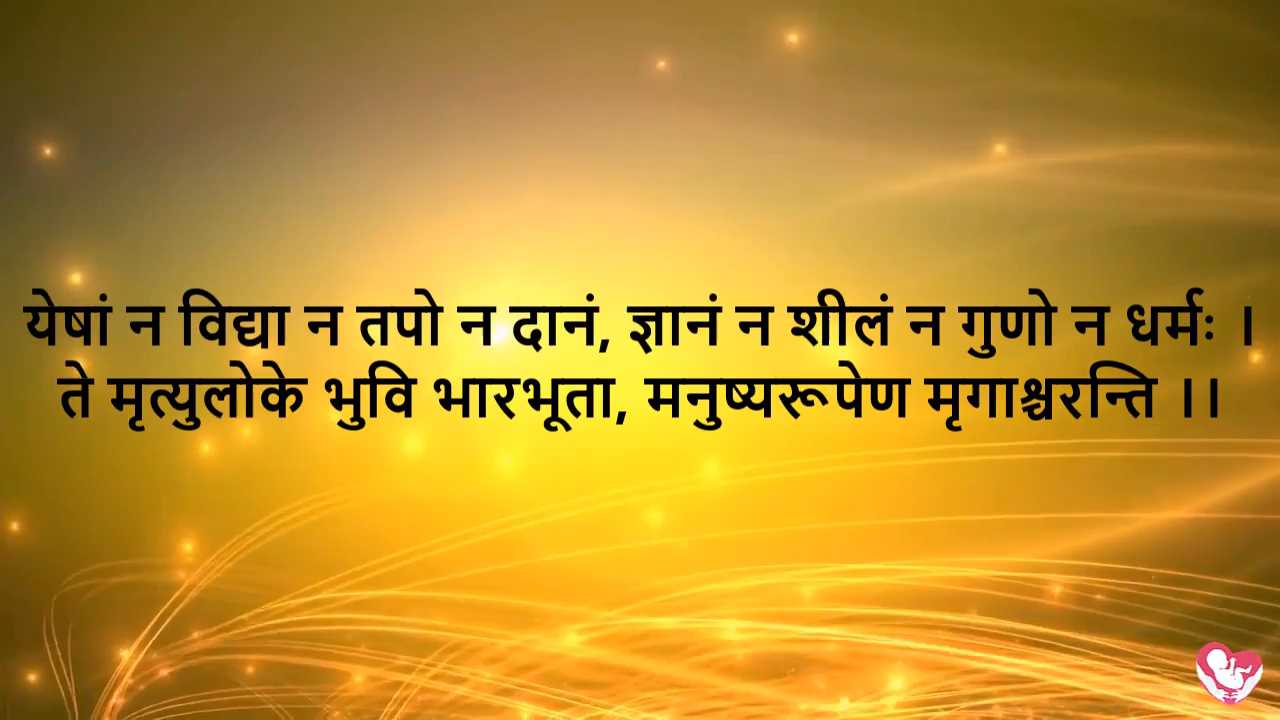 येषां न विद्या न तपो न दानं, ज्ञानं न शीलं न गुणो न धर्मः ।
ते मृत्युलोके भुवि भारभूता, मनुष्यरूपेण मृगाश्चरन्ति ।।